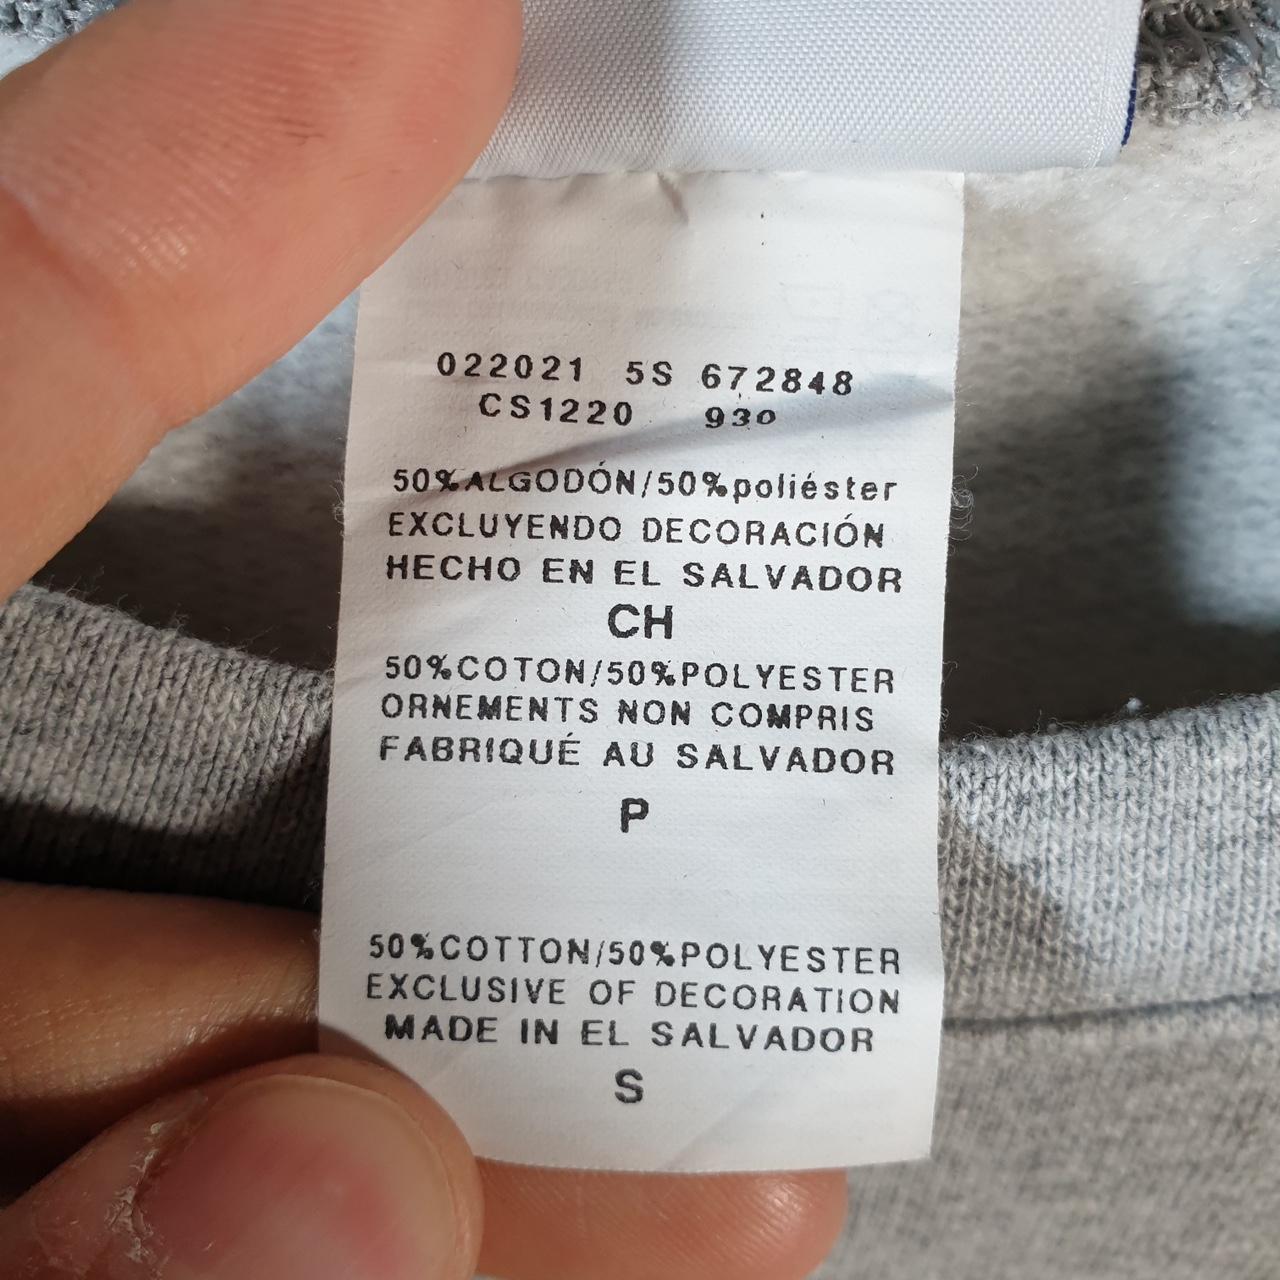 022021 5S 672848
CS1220 930
50%ALGODÓN/50%poliéster
EXCLUYENDO DECORACIÓN
HECHO EN EL SALVADOR
CH
50%COTON/50%POLYESTER
ORNEMENTS NON COMPRIS
FABRIQUÉ AU SALVADOR
P
50%COTTON/50%POLYESTER
EXCLUSIVE OF DECORATION
MADE IN EL SALVADOR
S